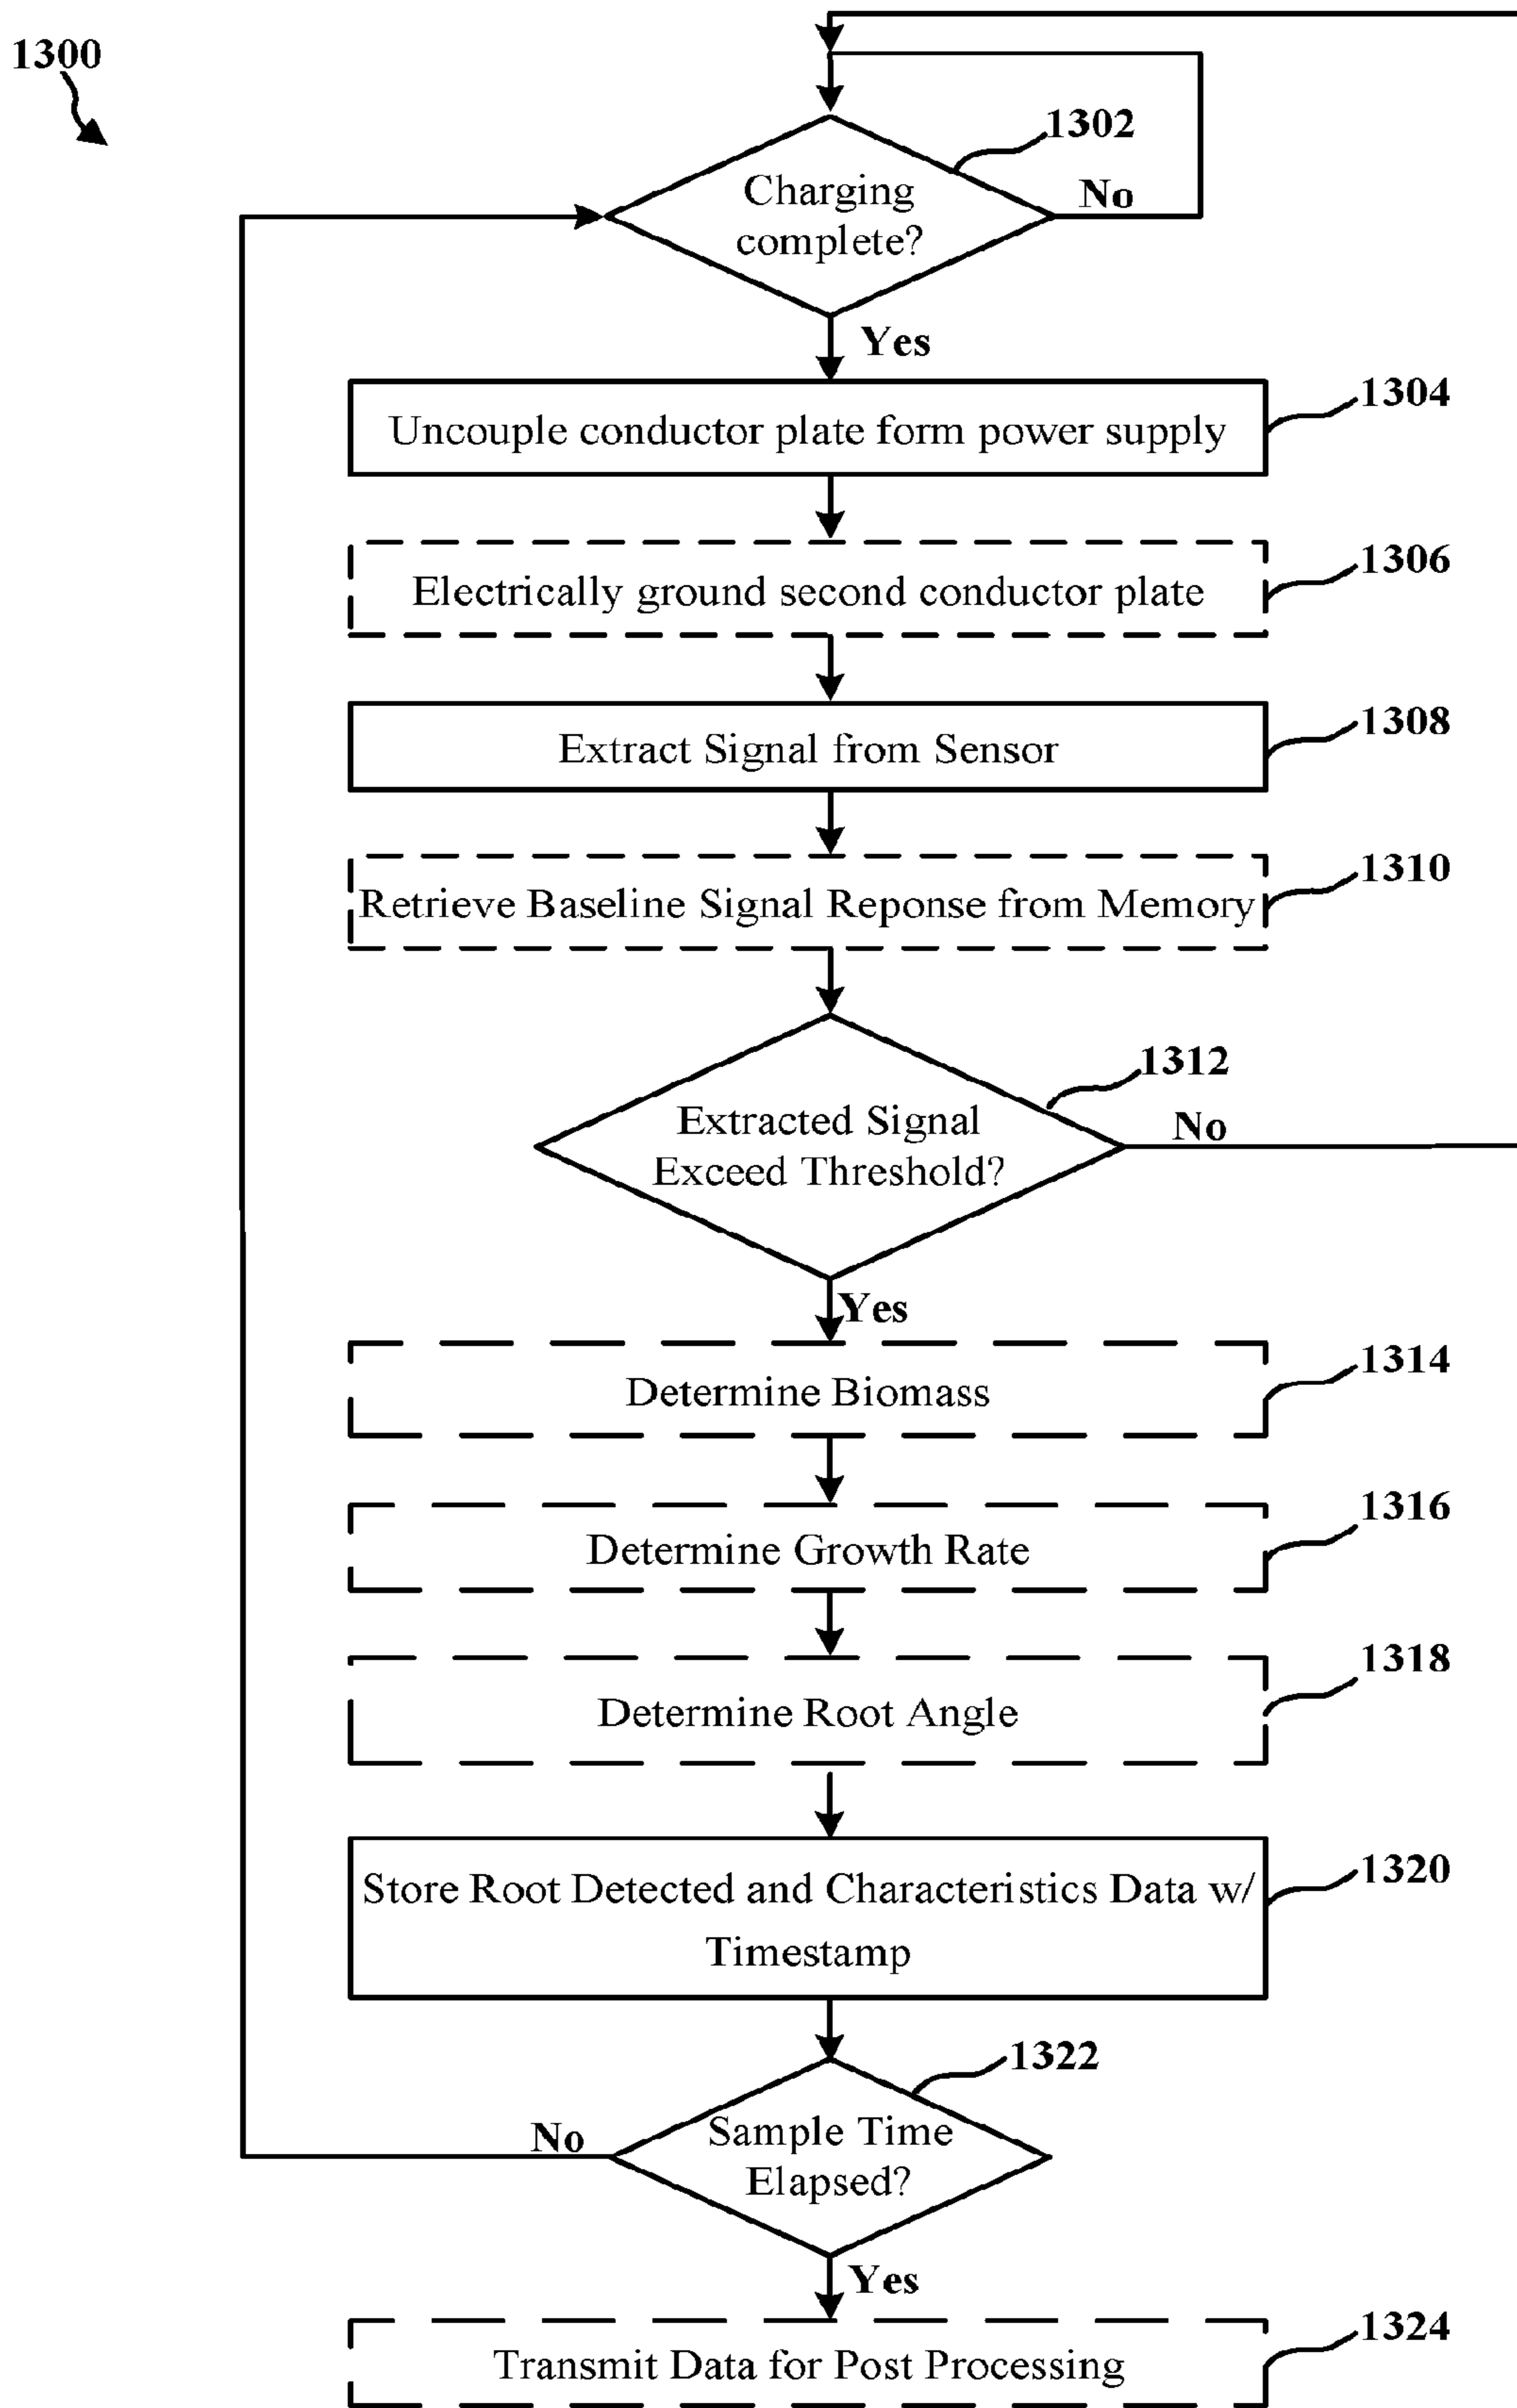 1300
1302
Charging
complete?
No
Yes
1304
Uncouple conductor plate form power supply
1306
Electrically ground second conductor plate
1308
Extract Signal from Sensor
1310
Retrieve Baseline Signal Reponse from Memory
1312
Extracted Signal
Exceed Threshold?
No
Yes
1314
Determine Biomass
1316
Determine Growth Rate
1318
Determine Root Angle
1320
Store Root Detected and Characteristics Data w/
Timestamp
1322
Sample Time
Elapsed?
No
Yes
1324
Transmit Data for Post Processing